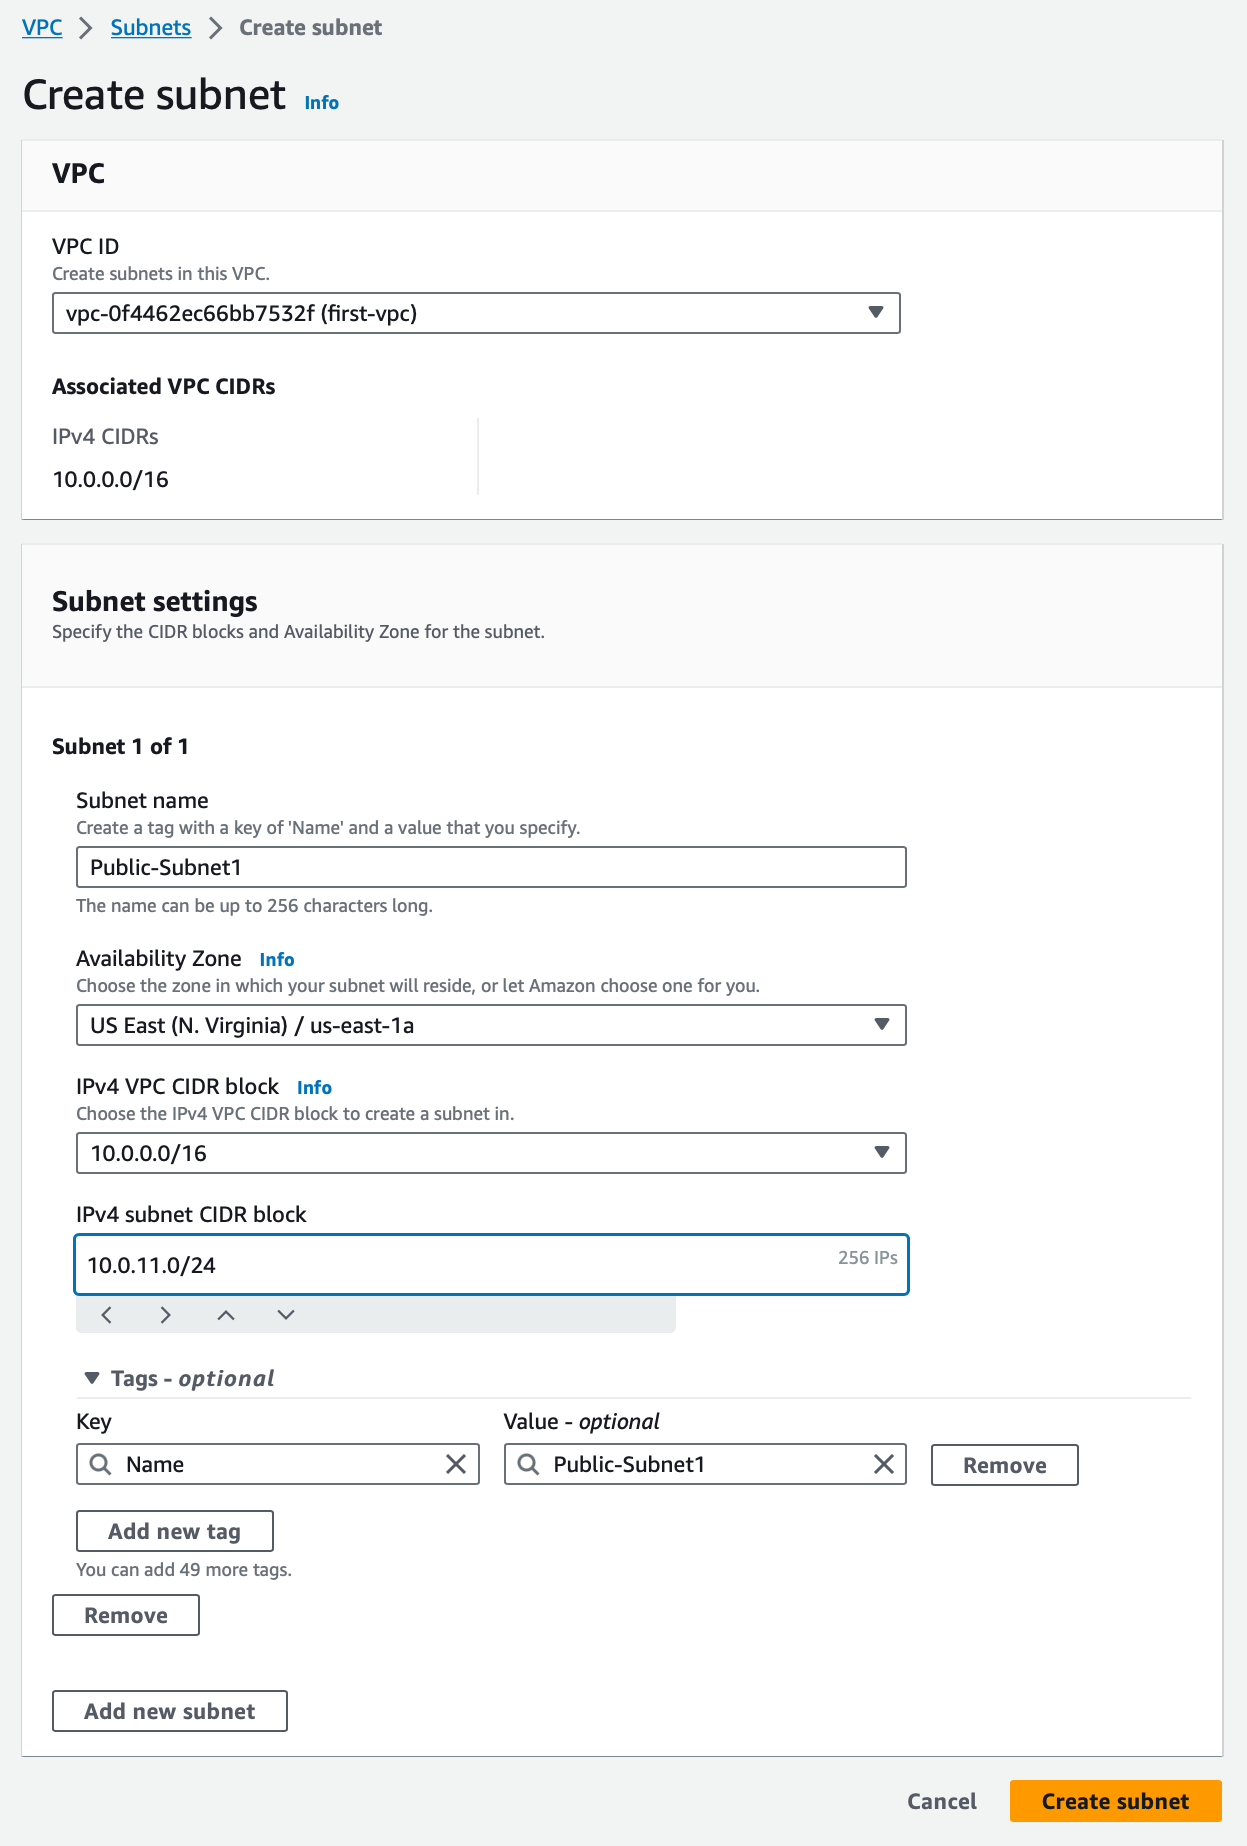 VPC > Subnets > Create subnet
Create subnet Info
VPC
VPC ID
Create subnets in this VPC.
vpc-0f4462ec66bb7532f (first-vpc)
Associated VPC CIDRs
IPv4 CIDRs
10.0.0.0/16
Subnet settings
Specify the CIDR blocks and Availability Zone for the subnet.
Subnet 1 of 1
Subnet name
Create a tag with a key of 'Name' and a value that you specify.
Public-Subnet1
The name can be up to 256 characters long.
Availability Zone Info
Choose the zone in which your subnet will reside, or let Amazon choose one for you.
US East (N. Virginia) / us-east-1a
IPv4 VPC CIDR block Info
Choose the IPv4 VPC CIDR block to create a subnet in.
10.0.0.0/16
IPv4 subnet CIDR block
10.0.11.0/24 256 IPs
Tags - optional
Key Value - optional
Name Public-Subnet1 Remove
Add new tag
You can add 49 more tags.
Remove
Add new subnet
Cancel Create subnet